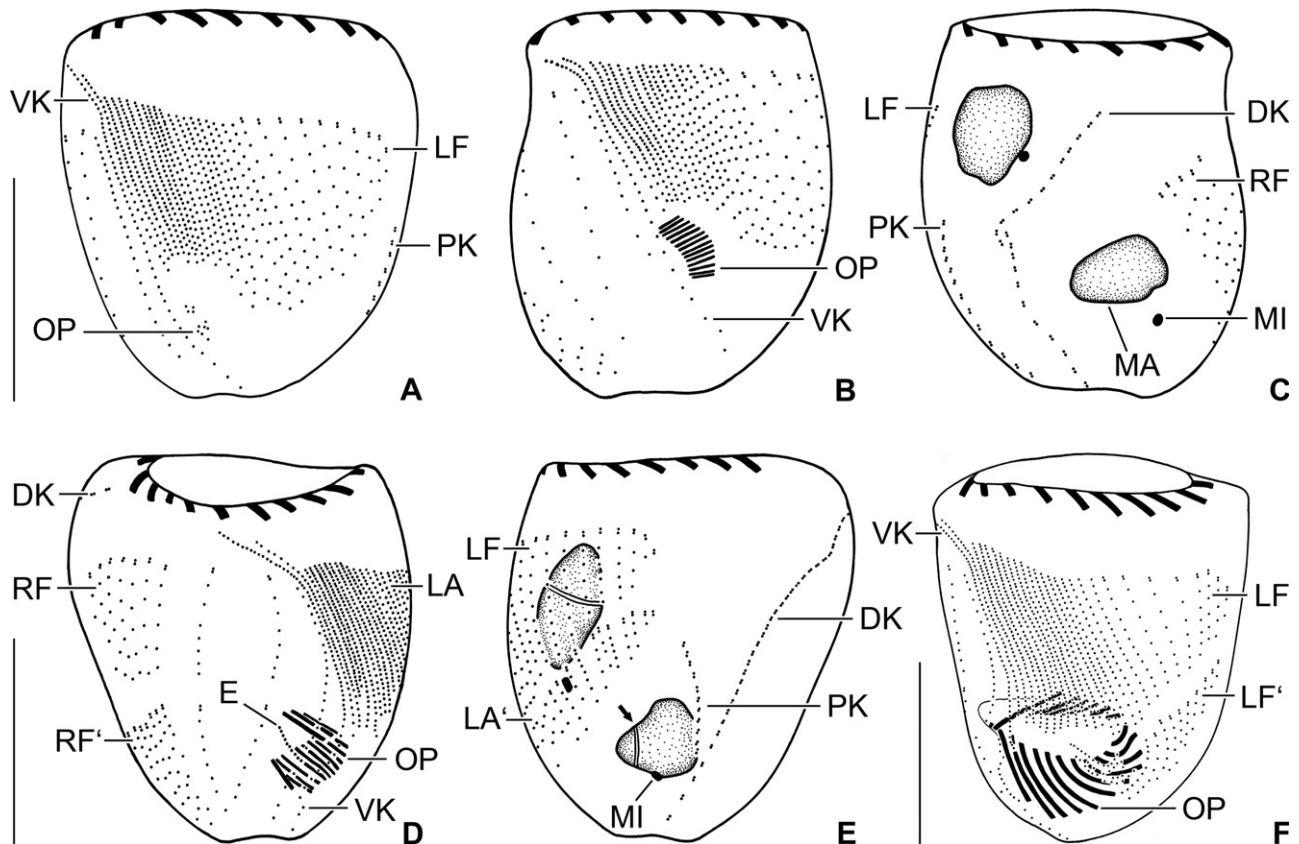 VK
LF
PK
OP
A
OP
VK
B
LF
DK
RF
PK
MI
MA
C
DK
RF
LA
E
RF‘
OP
VK
D
LF
DK
LA‘
PK
MI
E
VK
LF
LF‘
OP
F